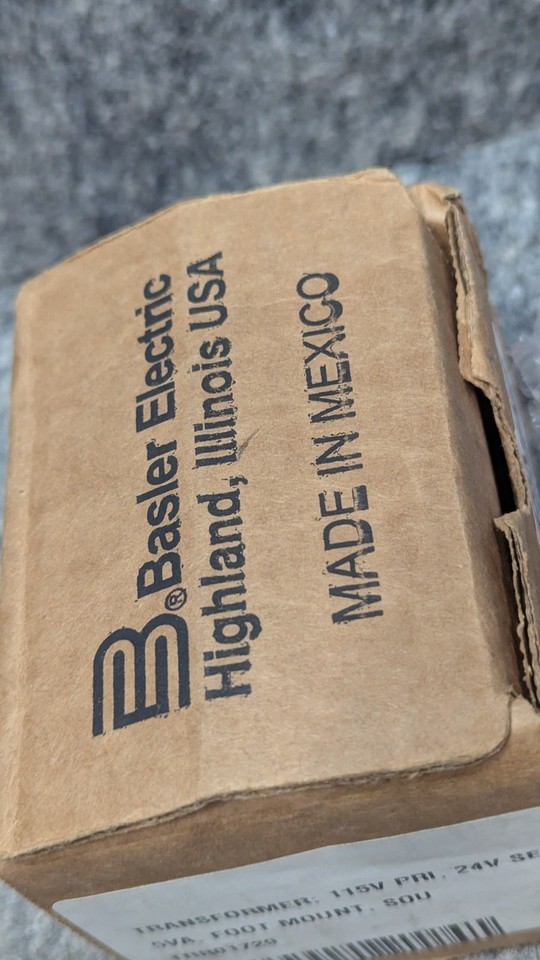 ® Basler Electric
Highland, Illinois USA
MADE IN MEXICO
TRANSFORMER: 115V PRI, 24V SE
5VA, FOOT MOUNT, SOU